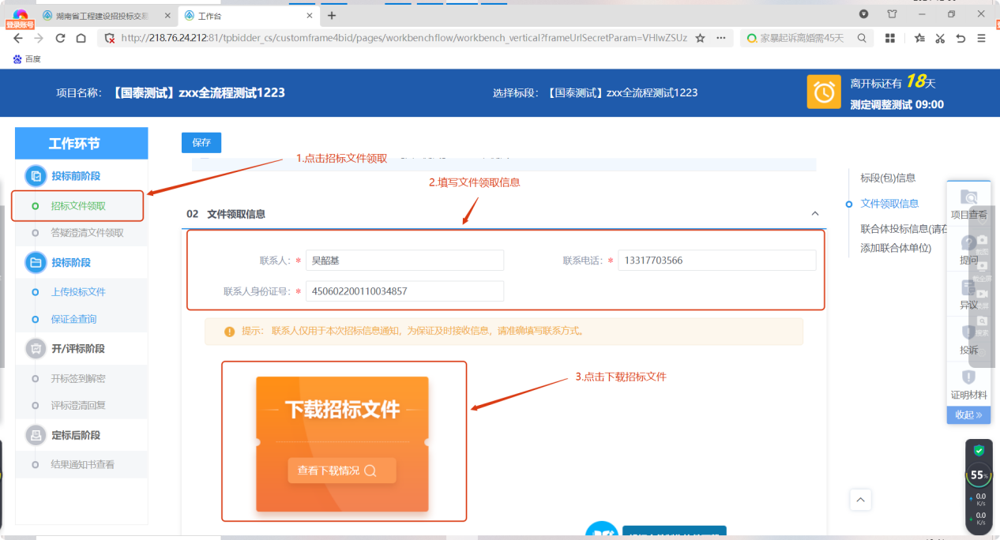 登录账号
湖南省工程建设招投标交易
工作台
http://218.76.24.212:81/tpbidder_cs/customframe4bid/pages/workbenchflow/workbench_vertical?frameUrlSecretParam=VHlwZSUz
家暴起诉离婚需45天
百度
项目名称：【国泰测试】zxx全流程测试1223
选择标段：【国泰测试】zxx全流程测试1223
离开标还有 18天
测定调整测试 09:00
工作环节
投标前阶段
招标文件领取
答疑澄清文件领取
投标阶段
上传投标文件
保证金查询
开/评标阶段
开标签到解密
评标澄清回复
定标后阶段
结果通知书查看
保存
1.点击招标文件领取
2.填写文件领取信息
02 文件领取信息
联系人：* 吴韶基
联系电话：* 13317703566
联系人身份证号：* 450602200110034857
提示： 联系人仅用于本次招标信息通知，为保证及时接收信息，请准确填写联系方式。
下载招标文件
查看下载情况
3.点击下载招标文件
标段(包)信息
文件领取信息
联合体投标信息(请在
添加联合体单位)
项目查看
提问
异议
投诉
证明材料
收起 »
55%
0.0
K/s
0.0
K/s